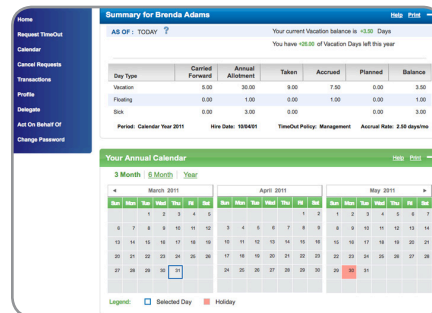 Home
Request TimeOut
Calendar
Cancel Requests
Transactions
Profile
Delegate
Act On Behalf Of
Change Password
Summary for Brenda Adams Help Print
AS OF : TODAY ? Your current Vacation balance is +3.50 Days
You have +26.00 of Vacation Days left this year
Day Type Carried Forward Annual Allotment Taken Accrued Planned Balance
Vacation 5.00 30.00 9.00 7.50 0.00 3.50
Floating 0.00 1.00 0.00 1.00 0.00 1.00
Sick 0.00 3.00 0.00 0.00 3.00
Period: Calendar Year 2011 Hire Date: 10/04/01 TimeOut Policy: Management Accrual Rate: 2.50 days/mo
Your Annual Calendar Help Print
3 Month | 6 Month | Year
March 2011 April 2011 May 2011
Sun Mon Tue Wed Thu Fri Sat Sun Mon Tue Wed Thu Fri Sat Sun Mon Tue Wed Thu Fri Sat
1 2 3 4 5 1 2 1 2 3 4 5 6 7
6 7 8 9 10 11 12 3 4 5 6 7 8 9 8 9 10 11 12 13 14
13 14 15 16 17 18 19 10 11 12 13 14 15 16 15 16 17 18 19 20 21
20 21 22 23 24 25 26 17 18 19 20 21 22 23 22 23 24 25 26 27 28
27 28 29 30 31 24 25 26 27 28 29 30 29 30 31
Legend: Selected Day Holiday